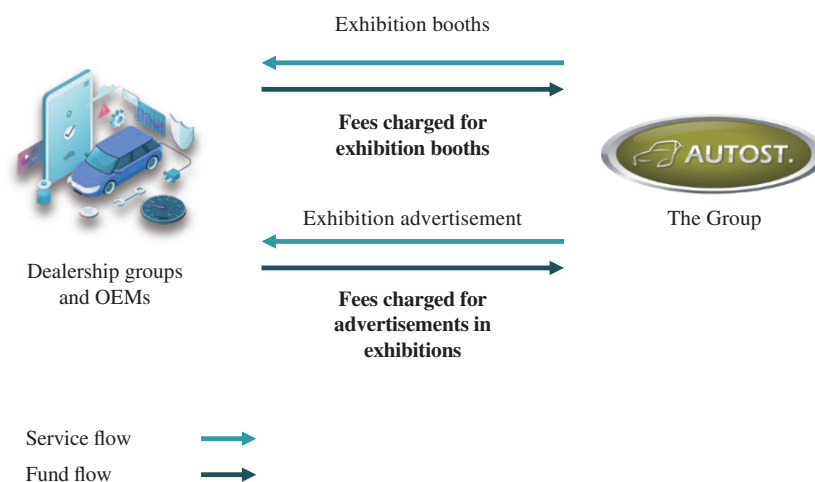 Exhibition booths
Fees charged for
exhibition booths
AUTOST.
Exhibition advertisement
The Group
Dealership groups
and OEMs
Fees charged for
advertisements in
exhibitions
Service flow
Fund flow